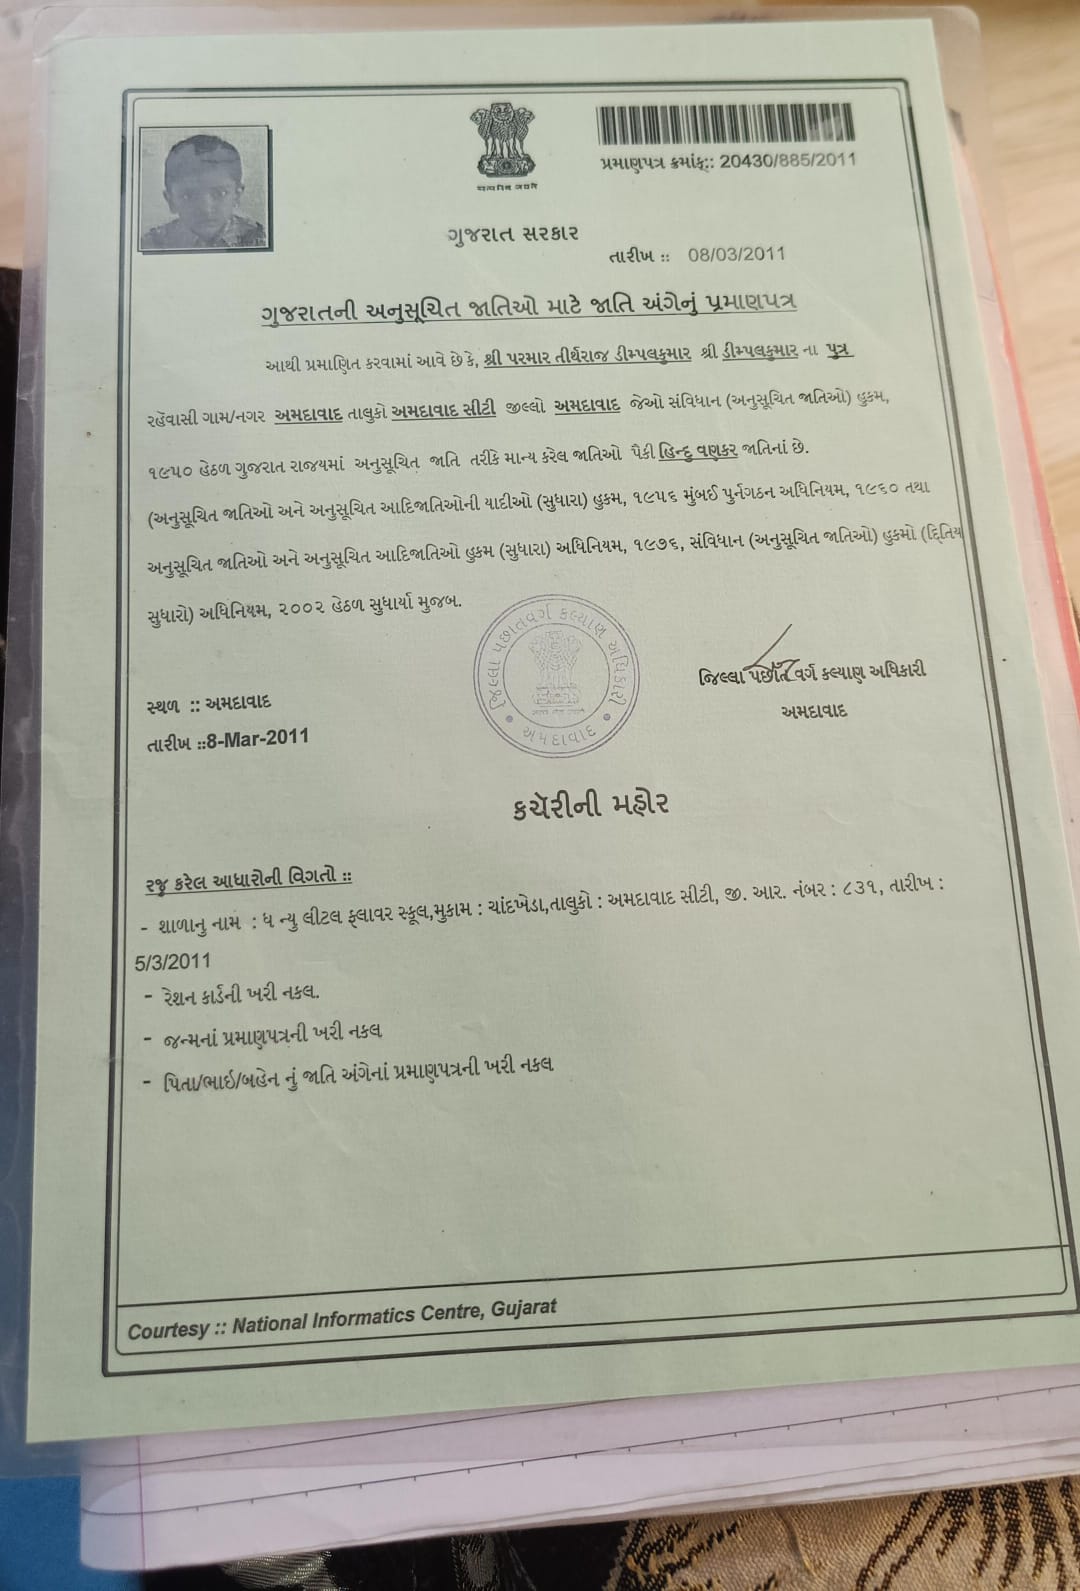 सत्यमेव जयते
પ્રમાણપત્ર ક્રમાંક:: 20430/885/2011
ગુજરાત સરકાર
તારીખ :: 08/03/2011
ગુજરાતની અનુસૂચિત જાતિઓ માટે જાતિ અંગેનું પ્રમાણપત્ર
આથી પ્રમાણિત કરવામાં આવે છે કે, શ્રી પરમાર તીર્થરાજ ડીમ્પલકુમાર શ્રી ડીમ્પલકુમાર ના પુત્ર
રહેવાસી ગામ/નગર અમદાવાદ તાલુકો અમદાવાદ સીટી જીલ્લો અમદાવાદ જેઓ સંવિધાન (અનુસૂચિત જાતિઓ) હુકમ,
૧૯૫૦ હેઠળ ગુજરાત રાજ્યમાં અનુસૂચિત જાતિ તરીકે માન્ય કરેલ જાતિઓ પૈકી હિન્દુ વણકર જાતિનાં છે.
(અનુસૂચિત જાતિઓ અને અનુસૂચિત આદિજાતિઓની યાદીઓ (સુધારા) હુકમ, ૧૯૫૬ મુંબઈ પુર્નગઠન અધિનિયમ, ૧૯૬૦ તથા
અનુસૂચિત જાતિઓ અને અનુસૂચિત આદિજાતિઓ હુકમ (સુધારા) અધિનિયમ, ૧૯૭૬, સંવિધાન (અનુસૂચિત જાતિઓ) હુકમો (દ્વિતિય
સુધારો) અધિનિયમ, ૨૦૦૨ હેઠળ સુધાર્યા મુજબ.
જિલ્લા પછાતવર્ગ કલ્યાણ અધિકારી
અમદાવાદ
જિલ્લા પછાત વર્ગ કલ્યાણ અધિકારી
અમદાવાદ
સ્થળ :: અમદાવાદ
તારીખ ::8-Mar-2011
કચેરીની મહોર
રજુ કરેલ આધારોની વિગતો ::
- શાળાનુ નામ : ધ ન્યુ લીટલ ફલાવર સ્કૂલ,મુકામ : ચાંદખેડા,તાલુકો : અમદાવાદ સીટી, જી. આર. નંબર : ૮૩૧, તારીખ :
5/3/2011
- રેશન કાર્ડની ખરી નકલ.
- જન્મનાં પ્રમાણપત્રની ખરી નકલ
- પિતા/ભાઇ/બહેન નું જાતિ અંગેનાં પ્રમાણપત્રની ખરી નકલ
Courtesy :: National Informatics Centre, Gujarat